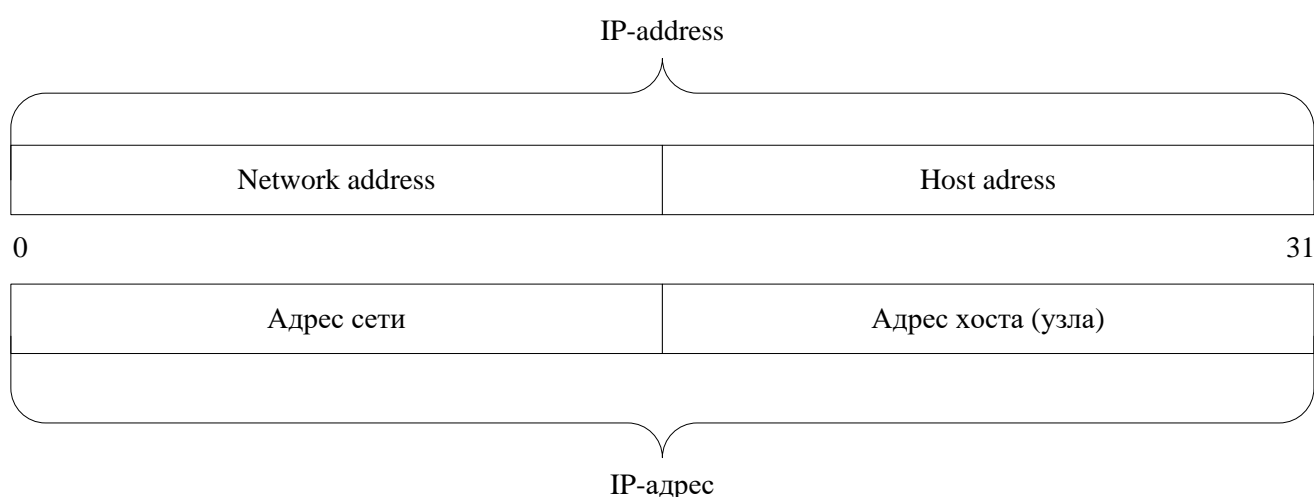 IP-address
Network address Host adress
0 31
Адрес сети Адрес хоста (узла)
IP-адрес